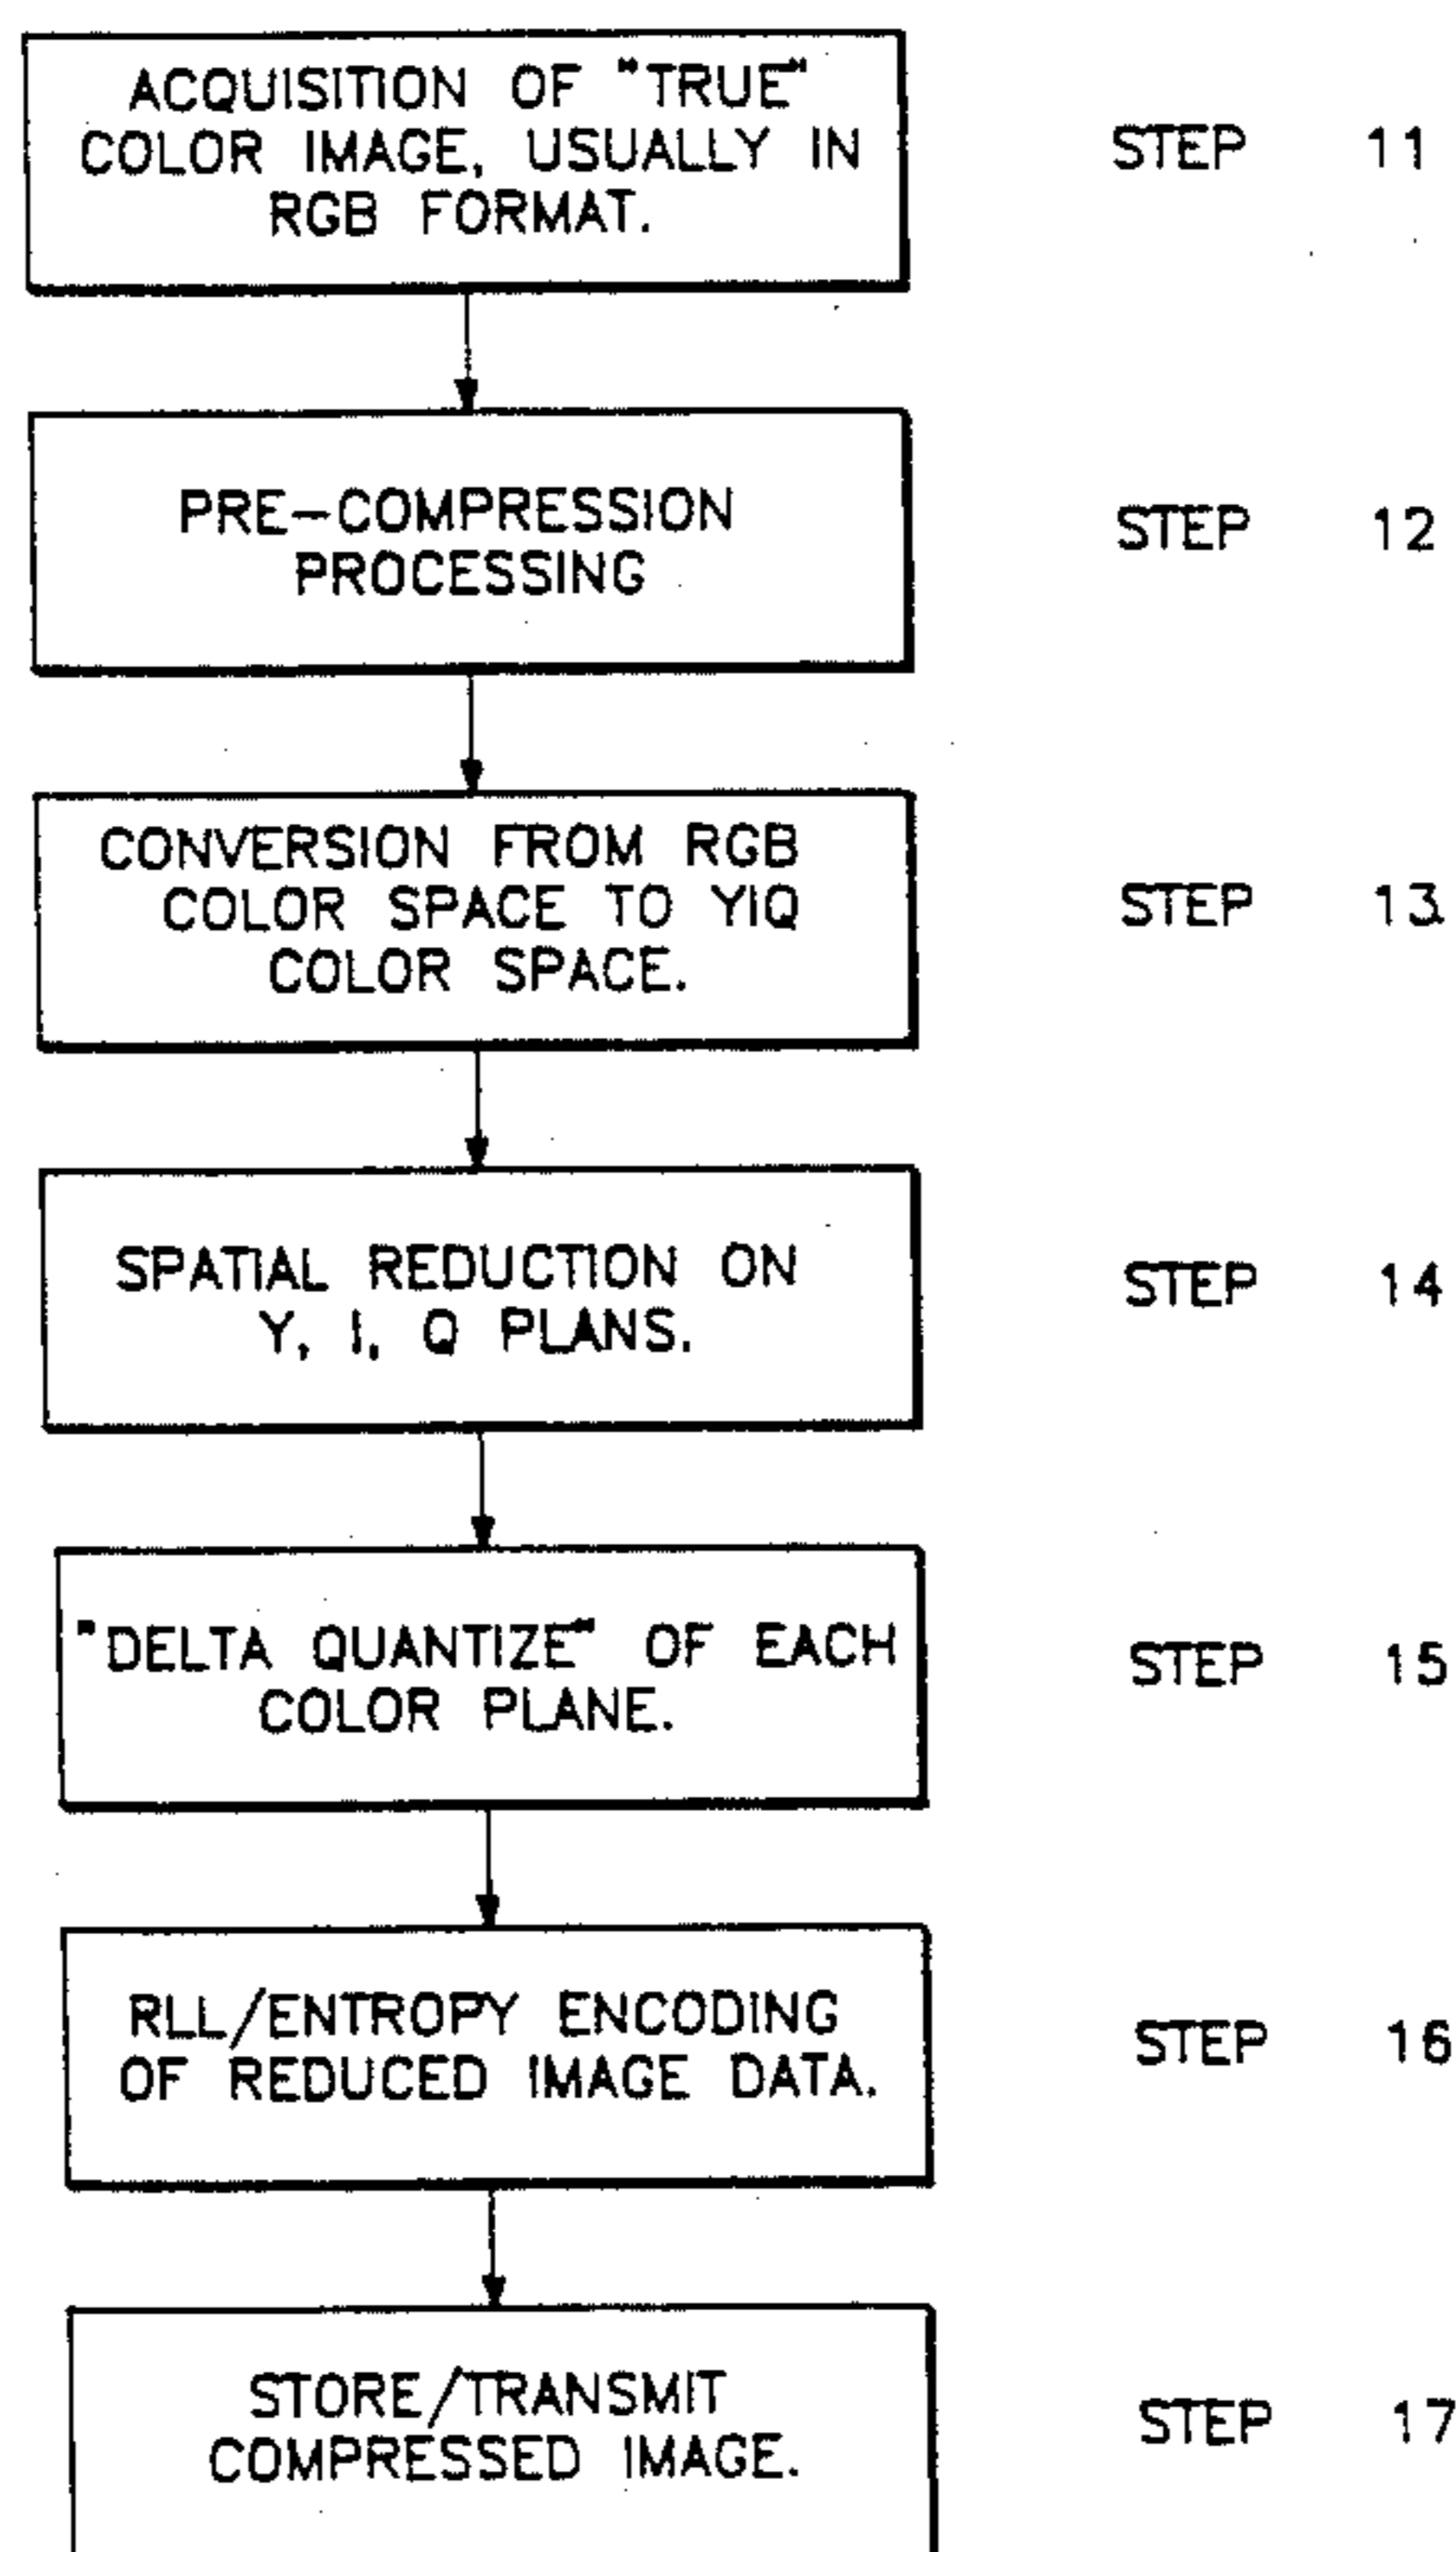 ACQUISITION OF "TRUE"
COLOR IMAGE, USUALLY IN
RGB FORMAT.
STEP 11
PRE-COMPRESSION
PROCESSING
STEP 12
CONVERSION FROM RGB
COLOR SPACE TO YIQ
COLOR SPACE.
STEP 13
SPATIAL REDUCTION ON
Y, I, Q PLANS.
STEP 14
"DELTA QUANTIZE" OF EACH
COLOR PLANE.
STEP 15
RLL/ENTROPY ENCODING
OF REDUCED IMAGE DATA.
STEP 16
STORE/TRANSMIT
COMPRESSED IMAGE.
STEP 17